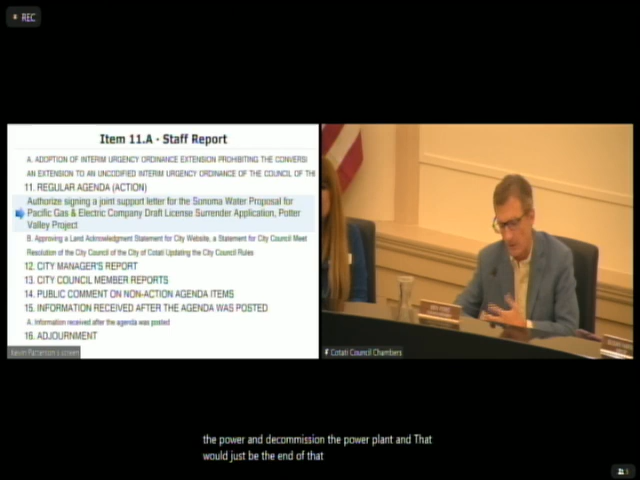 REC
Item 11.A - Staff Report
A. ADOPTION OF INTERIM URGENCY ORDINANCE EXTENSION PROHIBITING THE CONVERSI
AN EXTENSION TO AN UNCODIFIED INTERIM URGENCY ORDINANCE OF THE COUNCIL OF THI
11. REGULAR AGENDA (ACTION)
Authorize signing a joint support letter for the Sonoma Water Proposal for
Pacific Gas & Electric Company Draft License Surrender Application, Potter
Valley Project
B. Approving a Land Acknowledgment Statement for City Website, a Statement for City Council Meet
Resolution of the City Council of the City of Cotati Updating the City Council Rules
12. CITY MANAGER'S REPORT
13. CITY COUNCIL MEMBER REPORTS
14. PUBLIC COMMENT ON NON-ACTION AGENDA ITEMS
15. INFORMATION RECEIVED AFTER THE AGENDA WAS POSTED
A. Information received after the agenda was posted
16. ADJOURNMENT
Kevin Patterson's screen
Cotati Council Chambers
the power and decommission the power plant and That
would just be the end of that